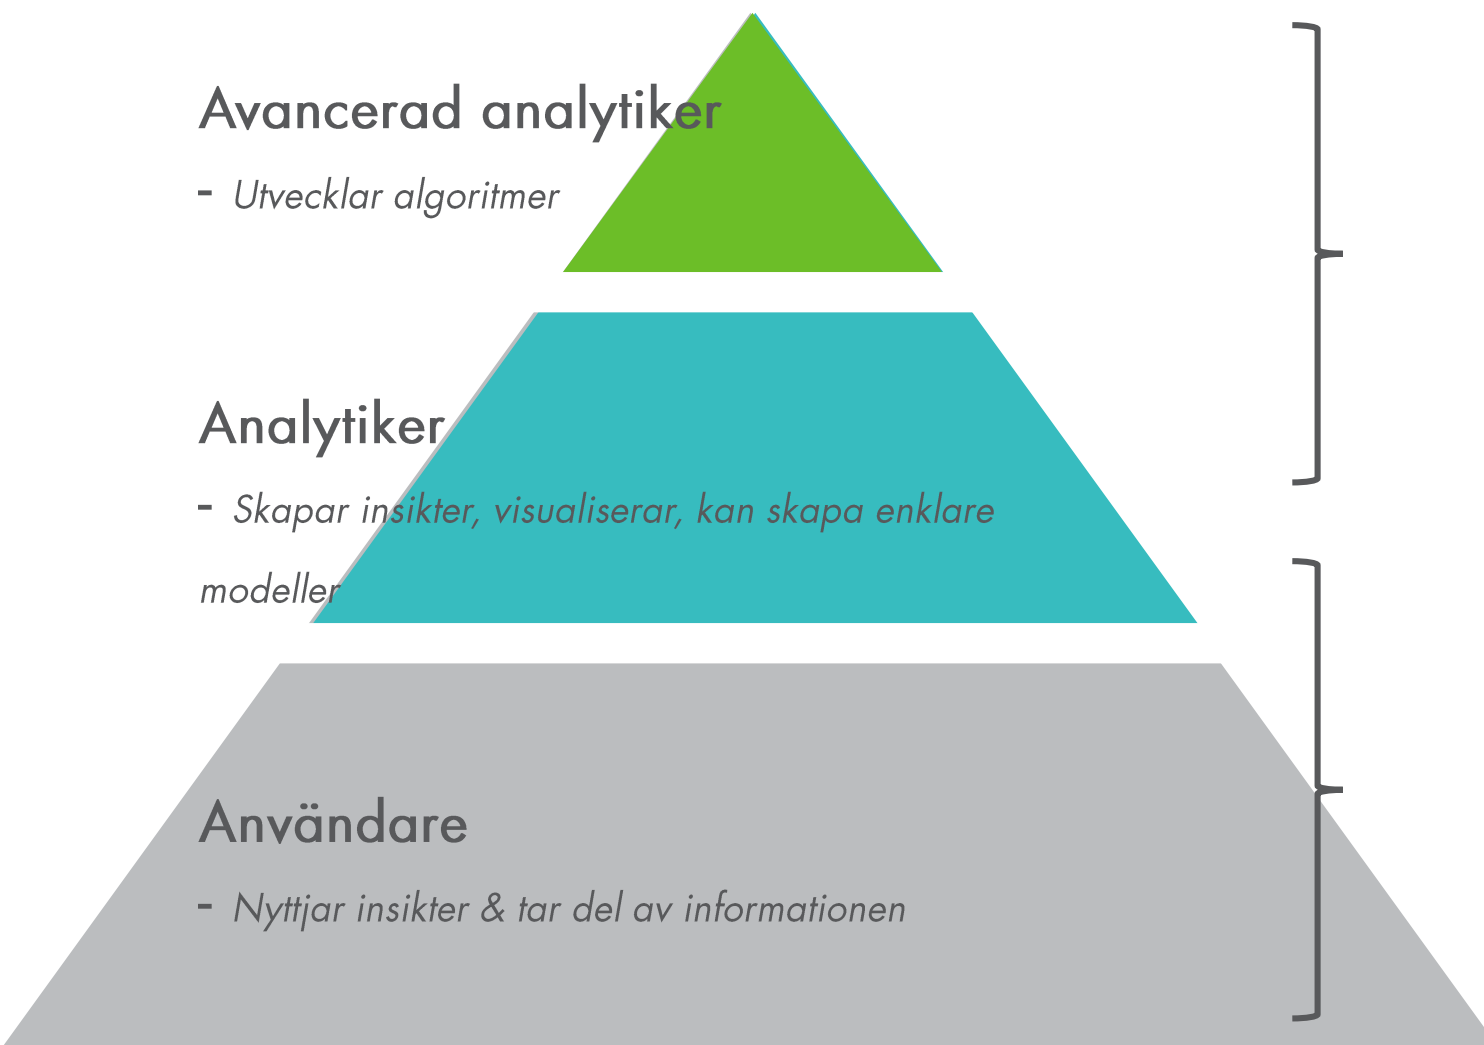 Avancerad analytiker
- Utvecklar algoritmer
Analytiker
- Skapar insikter, visualiserar, kan skapa enklare
modeller
Användare
- Nyttjar insikter & tar del av informationen